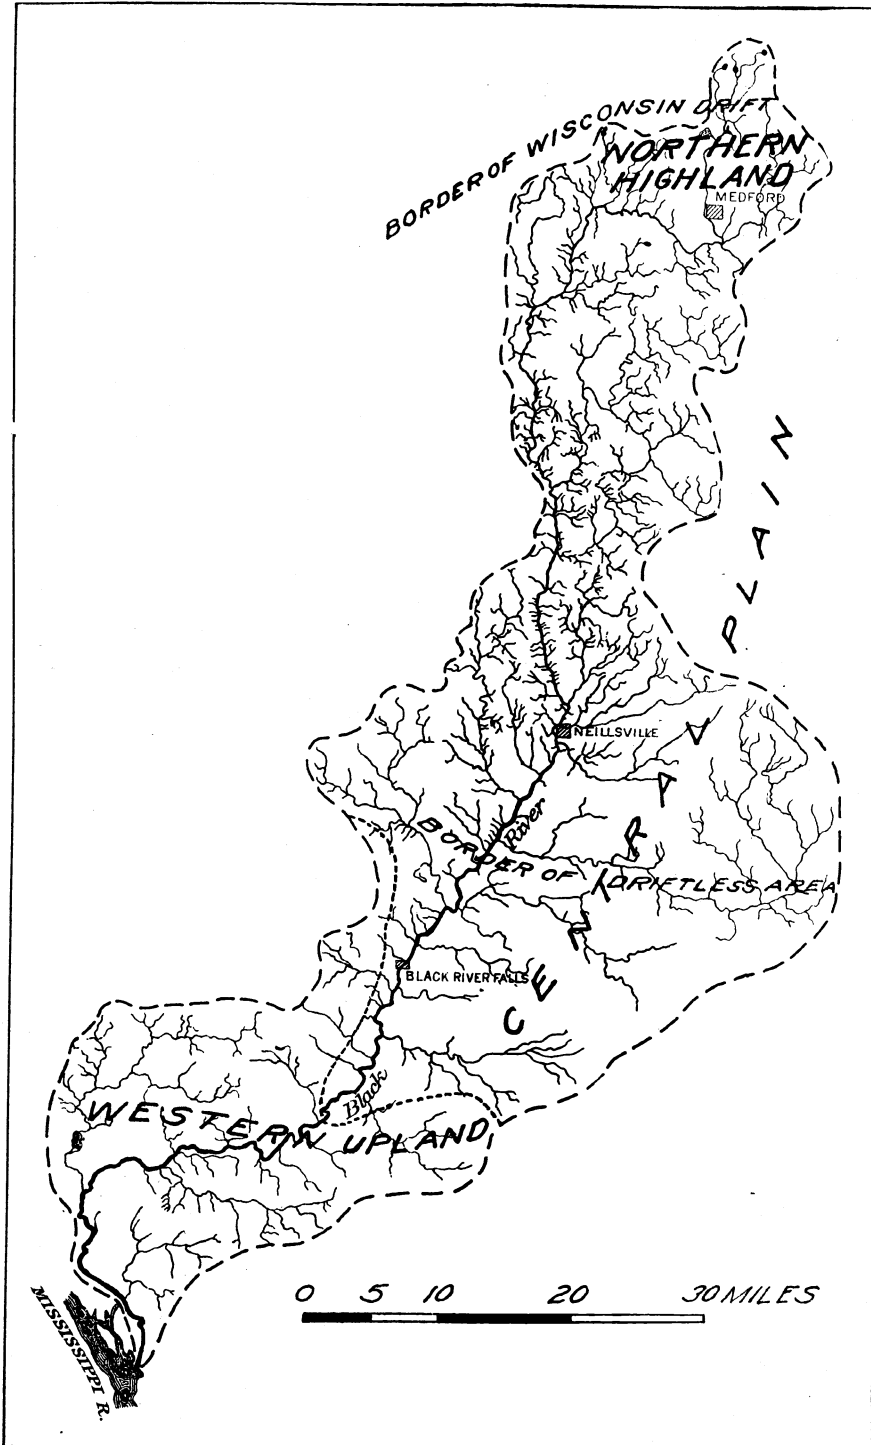 BORDER OF WISCONSIN DRIFT
NORTHERN
HIGHLAND
MEDFORD
CENTRAL PLAIN
NEILLSVILLE
BORDER OF DRIFTLESS AREA
BLACK RIVER FALLS
Black River
WESTERN UPLAND
0 5 10 20 30 MILES
MISSISSIPPI R.